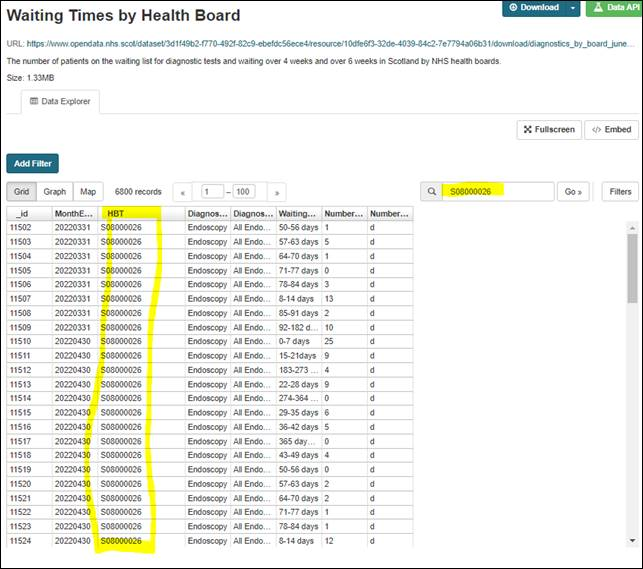 Waiting Times by Health Board
Download
Data API
URL: https://www.opendata.nhs.scot/dataset/3d1f49b2-f770-492f-82c9-ebefdc56ece4/resource/10dfe6f3-32de-4039-84c2-7e7794a06b31/download/diagnostics_by_board_june...
The number of patients on the waiting list for diagnostic tests and waiting over 4 weeks and over 6 weeks in Scotland by NHS health boards.
Size: 1.33MB
Data Explorer
Fullscreen
</> Embed
Add Filter
Grid Graph Map 6800 records « 1 – 100 » S08000026 Go » Filters
_id MonthE... HBT Diagnos... Diagnos... Waiting... Number... Number...
11502 20220331 S08000026 Endoscopy All Endo... 50-56 days 1 d
11503 20220331 S08000026 Endoscopy All Endo... 57-63 days 5 d
11504 20220331 S08000026 Endoscopy All Endo... 64-70 days 1 d
11505 20220331 S08000026 Endoscopy All Endo... 71-77 days 0 d
11506 20220331 S08000026 Endoscopy All Endo... 78-84 days 3 d
11507 20220331 S08000026 Endoscopy All Endo... 8-14 days 13 d
11508 20220331 S08000026 Endoscopy All Endo... 85-91 days 2 d
11509 20220331 S08000026 Endoscopy All Endo... 92-182 d... 10 d
11510 20220430 S08000026 Endoscopy All Endo... 0-7 days 25 d
11511 20220430 S08000026 Endoscopy All Endo... 15-21days 9 d
11512 20220430 S08000026 Endoscopy All Endo... 183-273 ... 4 d
11513 20220430 S08000026 Endoscopy All Endo... 22-28 days 9 d
11514 20220430 S08000026 Endoscopy All Endo... 274-364 ... 0 d
11515 20220430 S08000026 Endoscopy All Endo... 29-35 days 6 d
11516 20220430 S08000026 Endoscopy All Endo... 36-42 days 5 d
11517 20220430 S08000026 Endoscopy All Endo... 365 day... 0 d
11518 20220430 S08000026 Endoscopy All Endo... 43-49 days 4 d
11519 20220430 S08000026 Endoscopy All Endo... 50-56 days 0 d
11520 20220430 S08000026 Endoscopy All Endo... 57-63 days 2 d
11521 20220430 S08000026 Endoscopy All Endo... 64-70 days 2 d
11522 20220430 S08000026 Endoscopy All Endo... 71-77 days 1 d
11523 20220430 S08000026 Endoscopy All Endo... 78-84 days 1 d
11524 20220430 S08000026 Endoscopy All Endo... 8-14 days 12 d